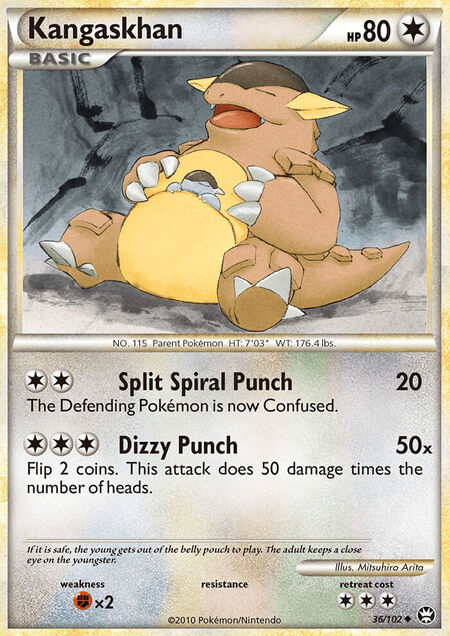 Kangaskhan HP 80
BASIC
NO. 115 Parent Pokémon HT: 7'03" WT: 176.4 lbs.
Split Spiral Punch 20
The Defending Pokémon is now Confused.
Dizzy Punch 50x
Flip 2 coins. This attack does 50 damage times the
number of heads.
If it is safe, the young gets out of the belly pouch to play. The adult keeps a close
eye on the youngster.
Illus. Mitsuhiro Arita
weakness resistance retreat cost
×2
36/102
©2010 Pokémon/Nintendo